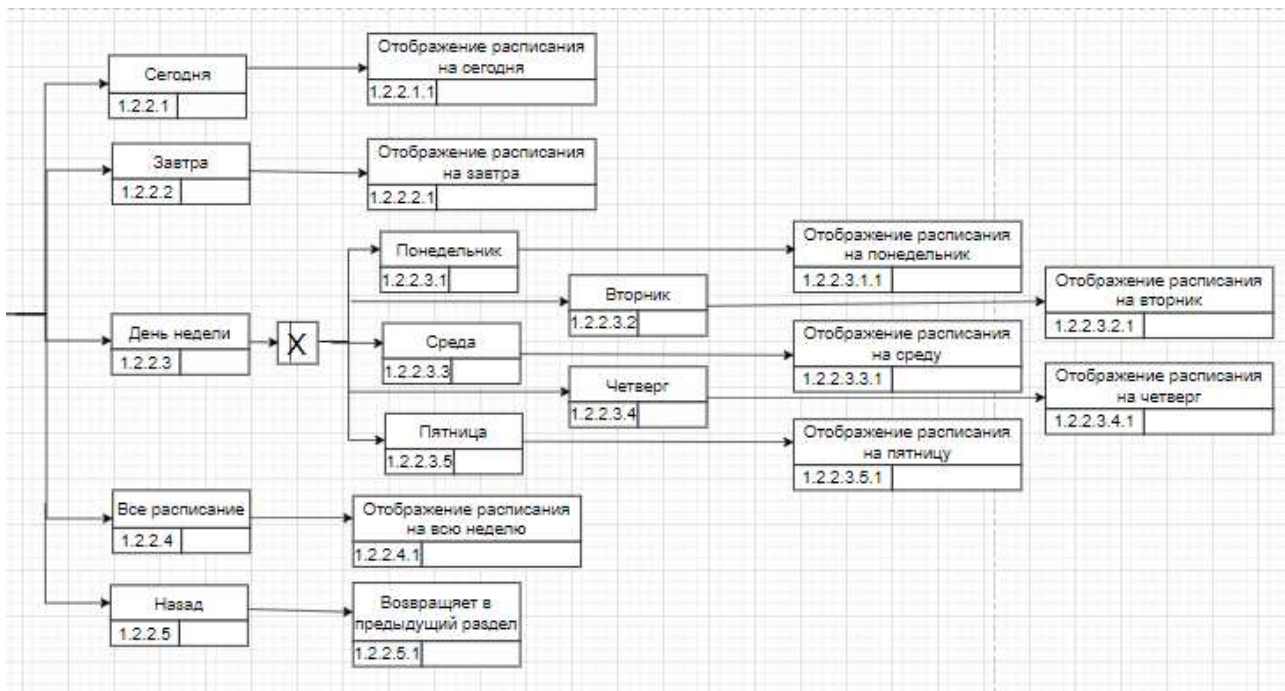 Сегодня
1.2.2.1
Отображение расписания
на сегодня
1.2.2.1.1
Завтра
1.2.2.2
Отображение расписания
на завтра
1.2.2.2.1
День недели
1.2.2.3
X
Понедельник
1.2.2.3.1
Отображение расписания
на понедельник
1.2.2.3.1.1
Вторник
1.2.2.3.2
Отображение расписания
на вторник
1.2.2.3.2.1
Среда
1.2.2.3.3
Отображение расписания
на среду
1.2.2.3.3.1
Четверг
1.2.2.3.4
Отображение расписания
на четверг
1.2.2.3.4.1
Пятница
1.2.2.3.5
Отображение расписания
на пятницу
1.2.2.3.5.1
Все расписание
1.2.2.4
Отображение расписания
на всю неделю
1.2.2.4.1
Назад
1.2.2.5
Возвращяет в
предыдущий раздел
1.2.2.5.1